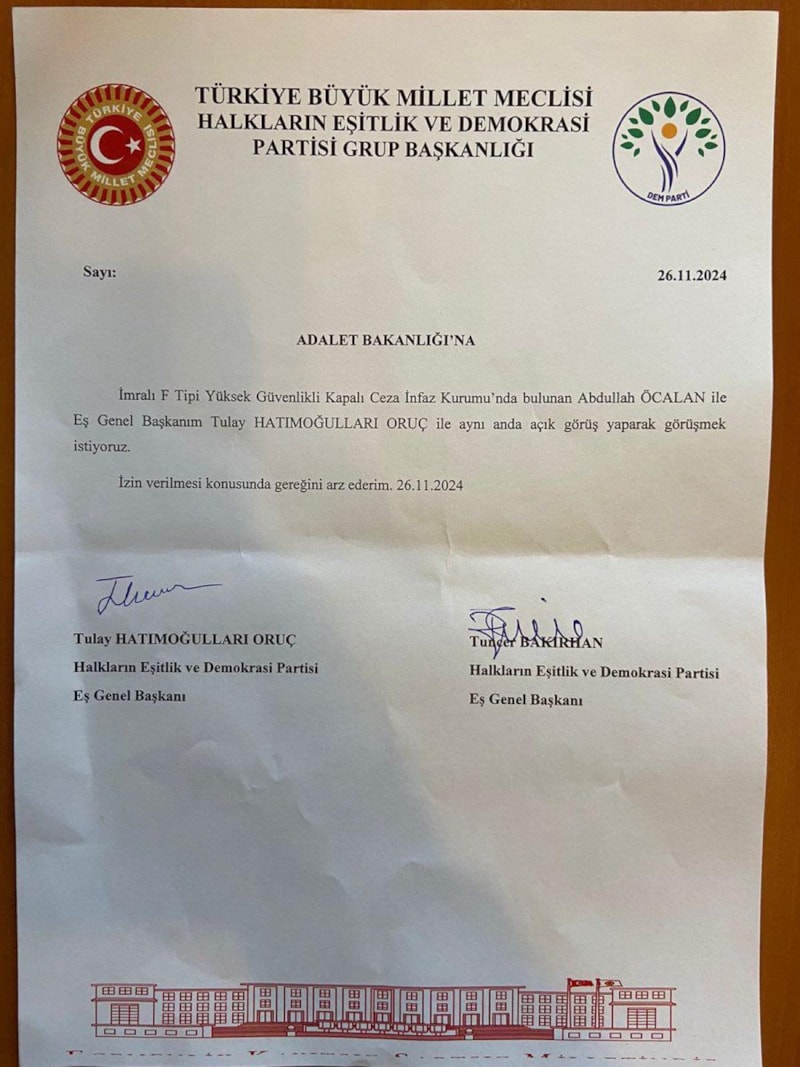 TÜRKİYE BÜYÜK MİLLET MECLİSİ
HALKLARIN EŞİTLİK VE DEMOKRASİ
PARTİSİ GRUP BAŞKANLIĞI
TÜRKİYE
BÜYÜK MİLLET MECLİSİ
DEM PARTİ
Sayı:
26.11.2024
ADALET BAKANLIĞI'NA
İmralı F Tipi Yüksek Güvenlikli Kapalı Ceza İnfaz Kurumu'nda bulunan Abdullah ÖCALAN ile
Eş Genel Başkanım Tulay HATIMOĞULLARI ORUÇ ile aynı anda açık görüş yaparak görüşmek
istiyoruz.
İzin verilmesi konusunda gereğini arz ederim. 26.11.2024
Tulay HATIMOĞULLARI ORUÇ
Halkların Eşitlik ve Demokrasi Partisi
Eş Genel Başkanı
Tuncer BAKIRHAN
Halkların Eşitlik ve Demokrasi Partisi
Eş Genel Başkanı